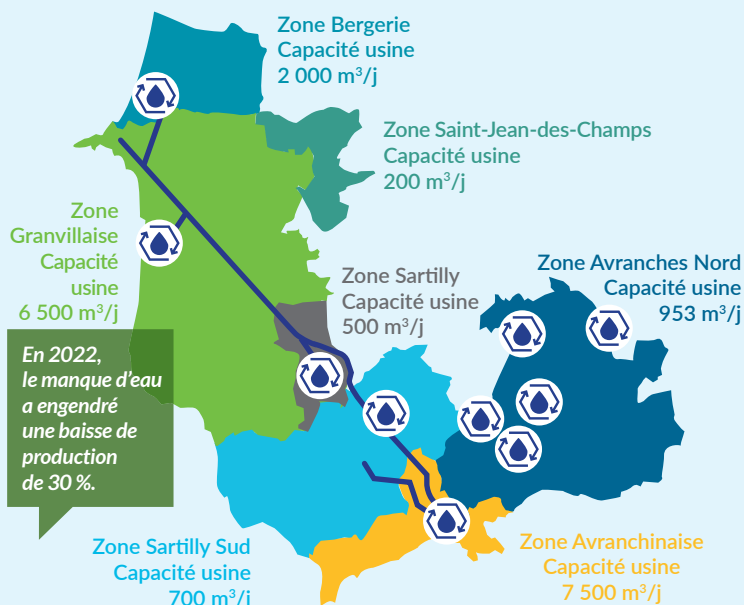 Zone Bergerie
Capacité usine
2 000 m³/j
Zone Saint-Jean-des-Champs
Capacité usine
200 m³/j
Zone
Granvillaise
Capacité
usine
6 500 m³/j
Zone Sartilly
Capacité usine
500 m³/j
Zone Avranches Nord
Capacité usine
953 m³/j
En 2022,
le manque d'eau
a engendré
une baisse de
production
de 30 %.
Zone Sartilly Sud
Capacité usine
700 m³/j
Zone Avranchinaise
Capacité usine
7 500 m³/j